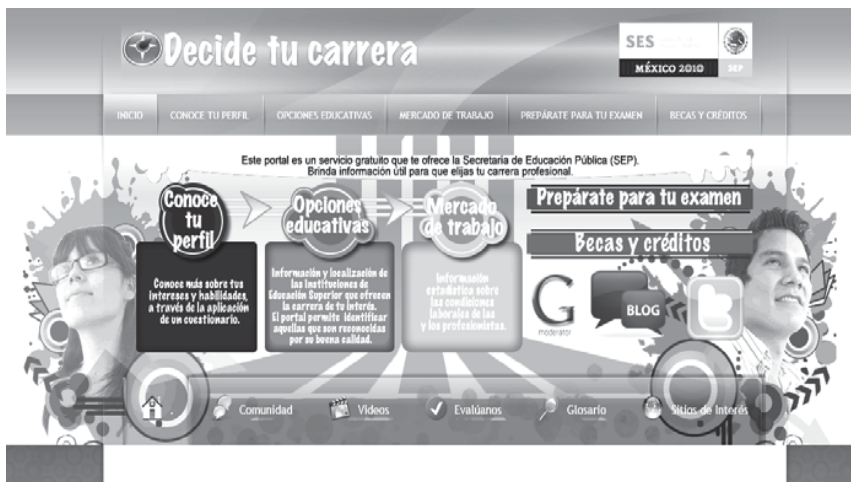 Decide tu carrera
SES
MÉXICO 2010 SEP
INICIO CONOCE TU PERFIL OPCIONES EDUCATIVAS MERCADO DE TRABAJO PREPÁRATE PARA TU EXAMEN BECAS Y CRÉDITOS
Este portal es un servicio gratuito que te ofrece la Secretaría de Educación Pública (SEP).
Brinda información útil para que elijas tu carrera profesional.
Conoce
tu
perfil
Conoce más sobre tus
intereses y habilidades,
a través de la aplicación
de un cuestionario.
Opciones
educativas
Información y localización de
las Instituciones de
Educación Superior que ofrecen
la carrera de tu interés.
El portal permite identificar
aquellas que son reconocidas
por su buena calidad.
Mercado
de trabajo
Información
estadística sobre
las condiciones
laborales de las
y los profesionistas.
Prepárate para tu examen
Becas y créditos
G
moderator
BLOG
t
Comunidad Videos Evalúanos Glosario Sitios de Interés